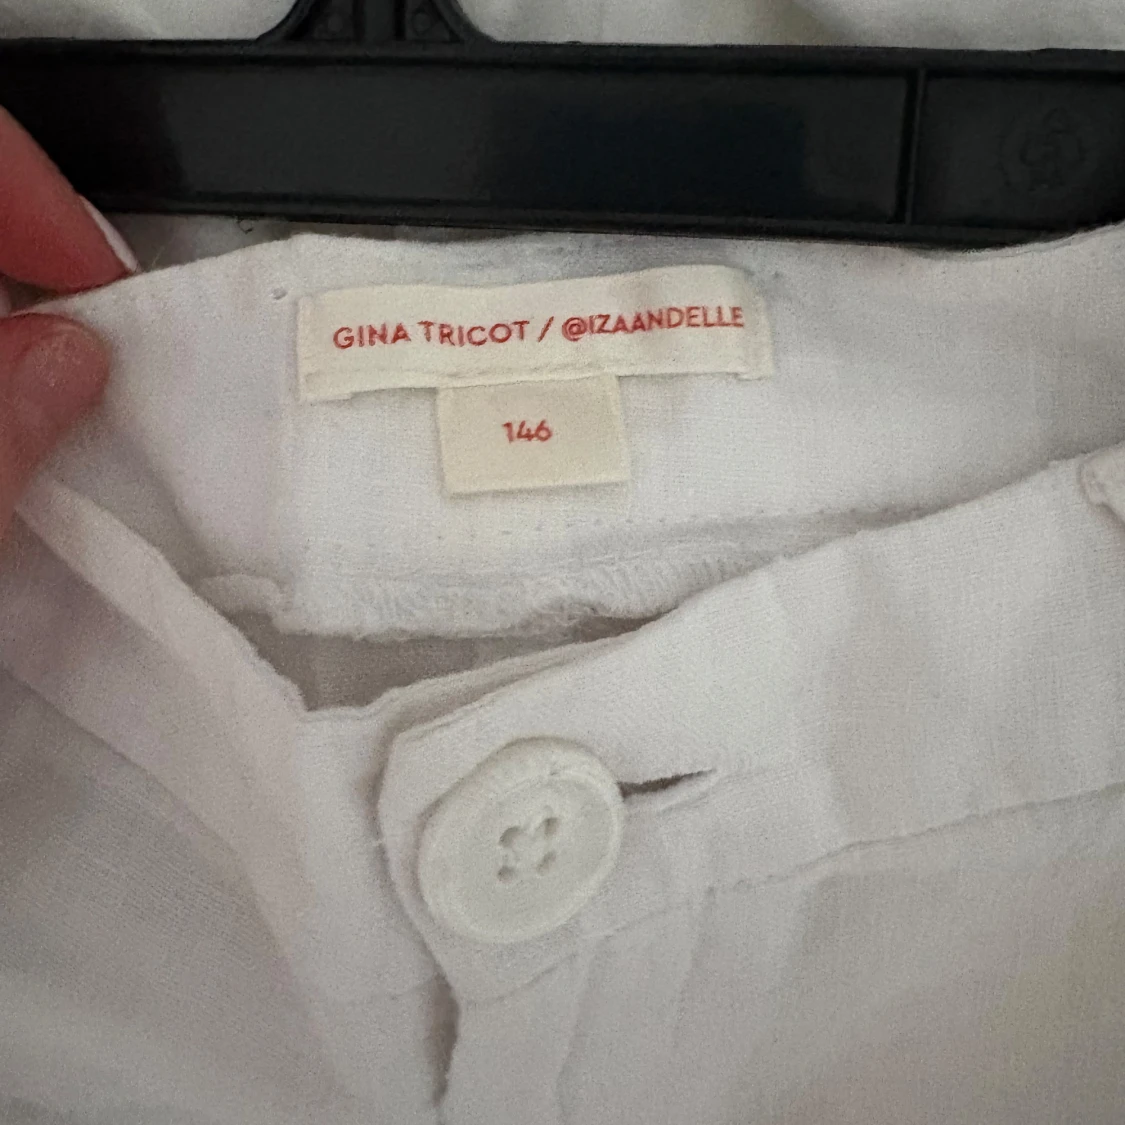 GINA TRICOT / @IZAANDELLE
146